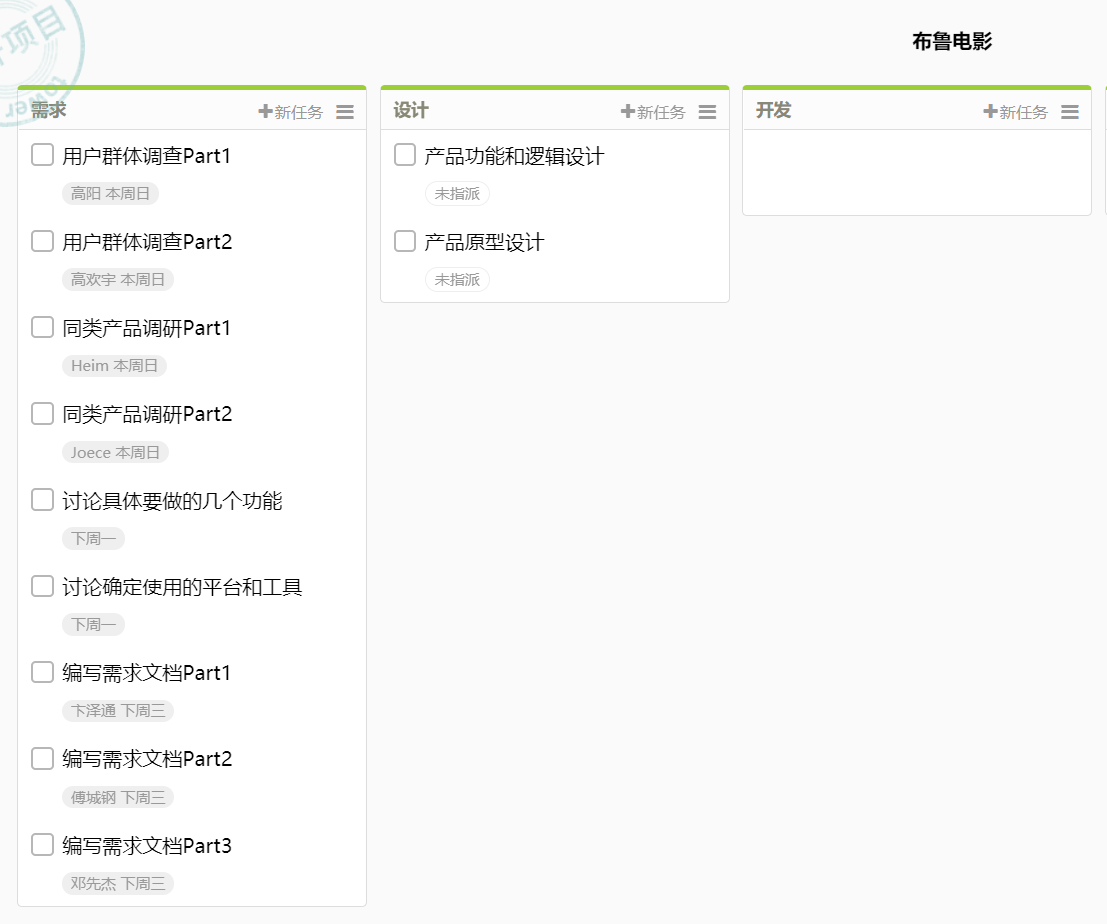 布鲁电影
需求
新任务
用户群体调查Part1
高阳 本周日
用户群体调查Part2
高欢宇 本周日
同类产品调研Part1
Heim 本周日
同类产品调研Part2
Joece 本周日
讨论具体要做的几个功能
下周一
讨论确定使用的平台和工具
下周一
编写需求文档Part1
卞泽通 下周三
编写需求文档Part2
傅城钢 下周三
编写需求文档Part3
邓先杰 下周三
设计
新任务
产品功能和逻辑设计
未指派
产品原型设计
未指派
开发
新任务
项目
tower